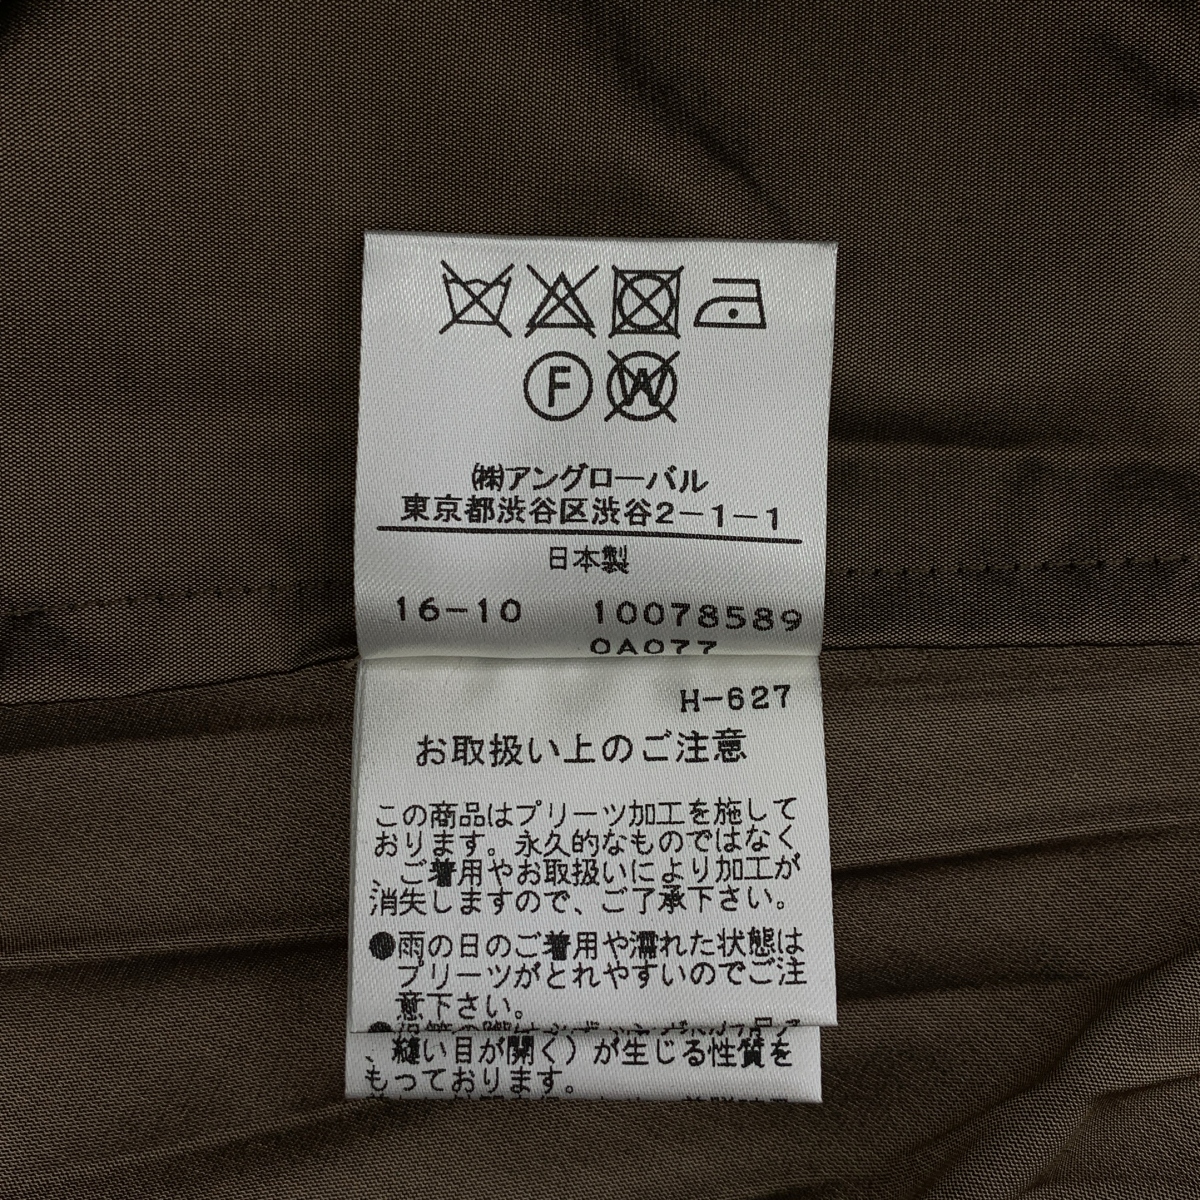 F W
㈱アングローバル
東京都渋谷区渋谷2-1-1
日本製
16-10 10078589
0A077
H-627
お取扱い上のご注意
この商品はプリーツ加工を施して
おります。永久的なものではなく
ご着用やお取扱いにより加工が
消失しますので、ご了承下さい。
●雨の日のご着用や濡れた状態は
プリーツがとれやすいのでご注
意下さい。
、縫い目が開く)が生じる性質を
もっております。